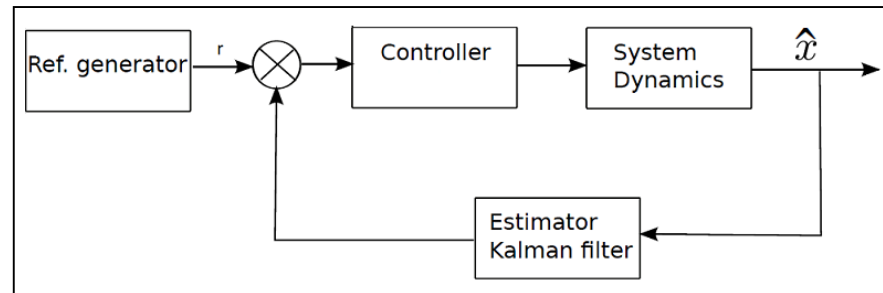 Ref. generator
r
Controller
System
Dynamics
x̂
Estimator
Kalman filter